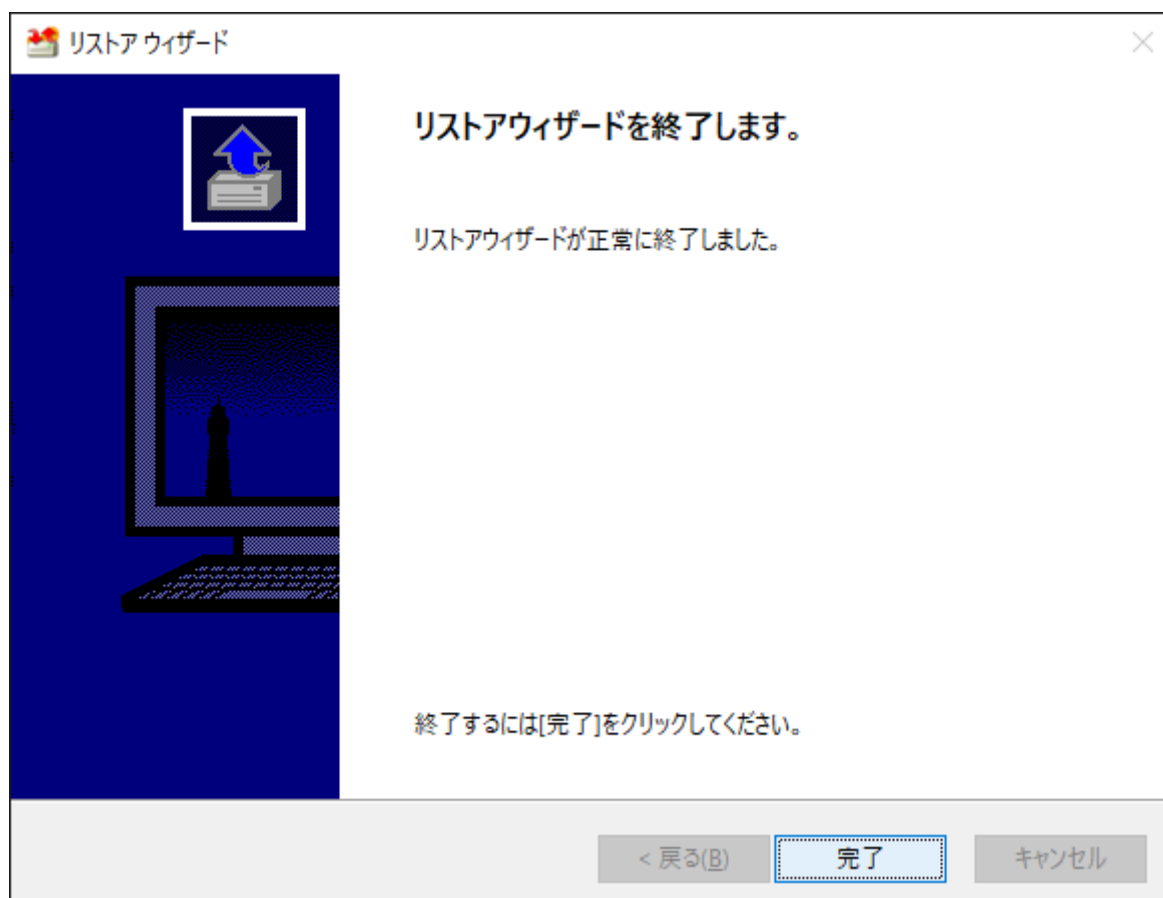 リストア ウィザード
リストアウィザードを終了します。
リストアウィザードが正常に終了しました。
終了するには[完了]をクリックしてください。
< 戻る(B)
完了
キャンセル